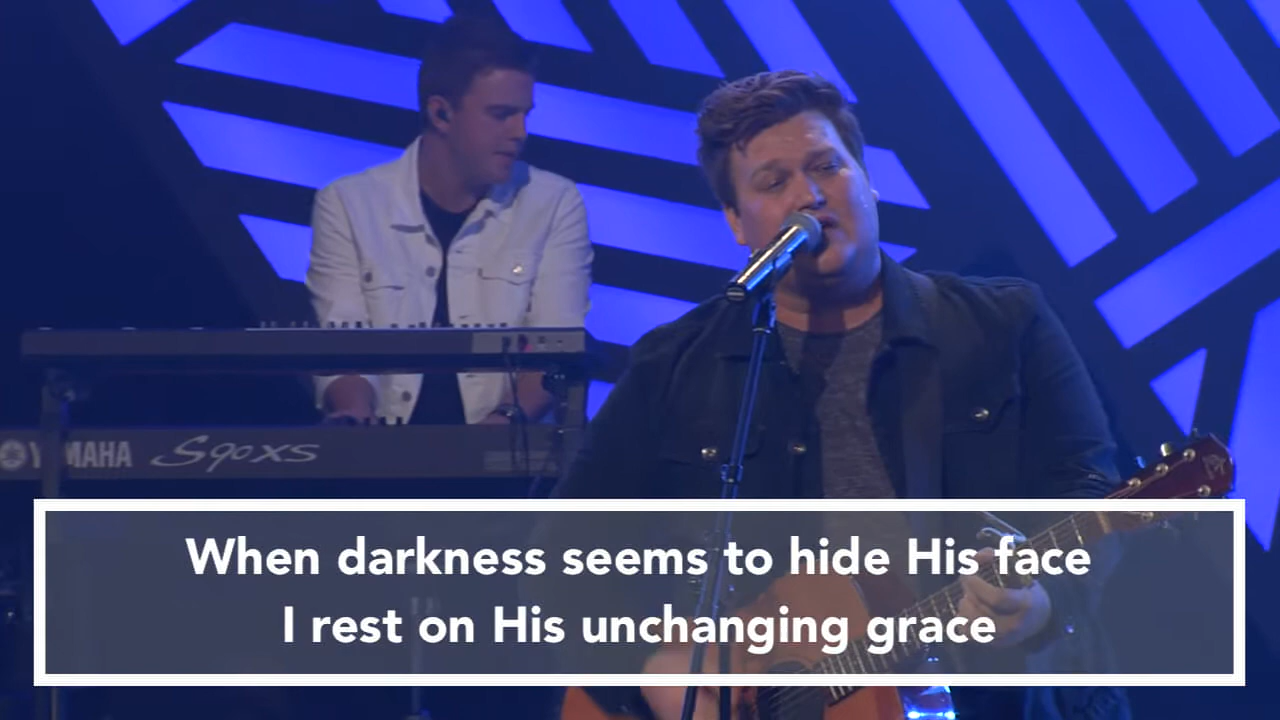 YAMAHA S90XS
When darkness seems to hide His face
I rest on His unchanging grace